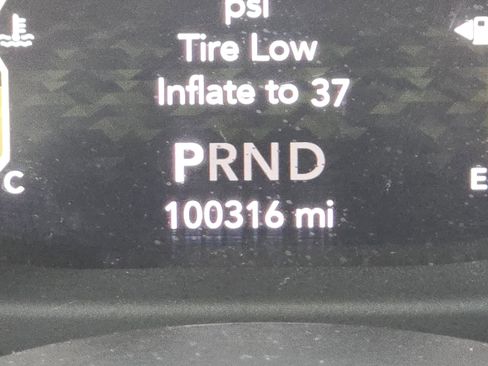 psi
Tire Low
Inflate to 37
PRND
100316 mi
C
E